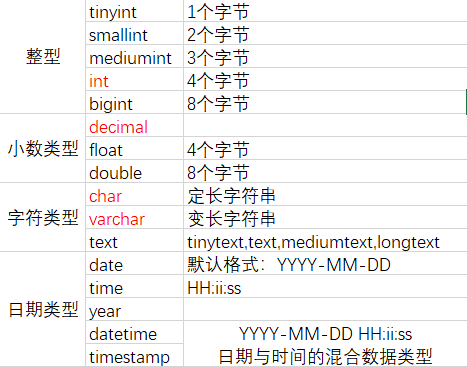 整型
tinyint 1个字节
smallint 2个字节
mediumint 3个字节
int 4个字节
bigint 8个字节
小数类型
decimal
float 4个字节
double 8个字节
字符类型
char 定长字符串
varchar 变长字符串
text tinytext,text,mediumtext,longtext
日期类型
date 默认格式：YYYY-MM-DD
time HH:ii:ss
year
datetime YYYY-MM-DD HH:ii:ss
timestamp 日期与时间的混合数据类型